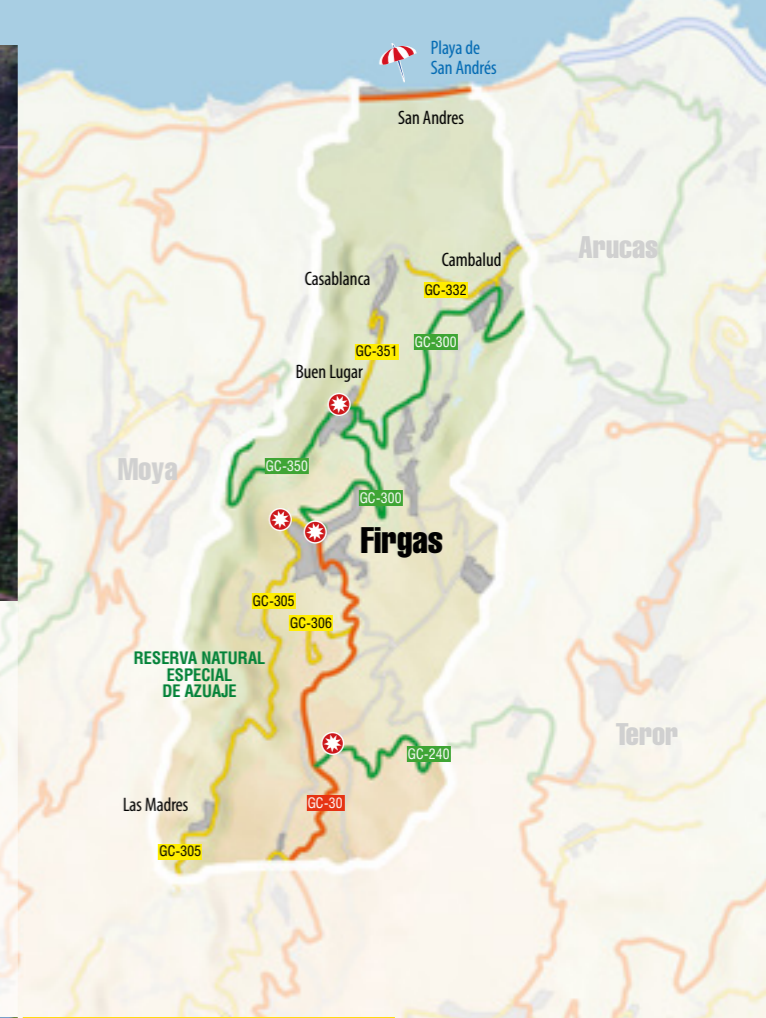 Playa de
San Andrés
San Andres
Arucas
Cambalud
Casablanca
GC-332
GC-300
GC-351
Buen Lugar
Moya
GC-350
GC-300
Firgas
GC-305
GC-306
RESERVA NATURAL
ESPECIAL
DE AZUAJE
Teror
GC-240
Las Madres
GC-30
GC-305